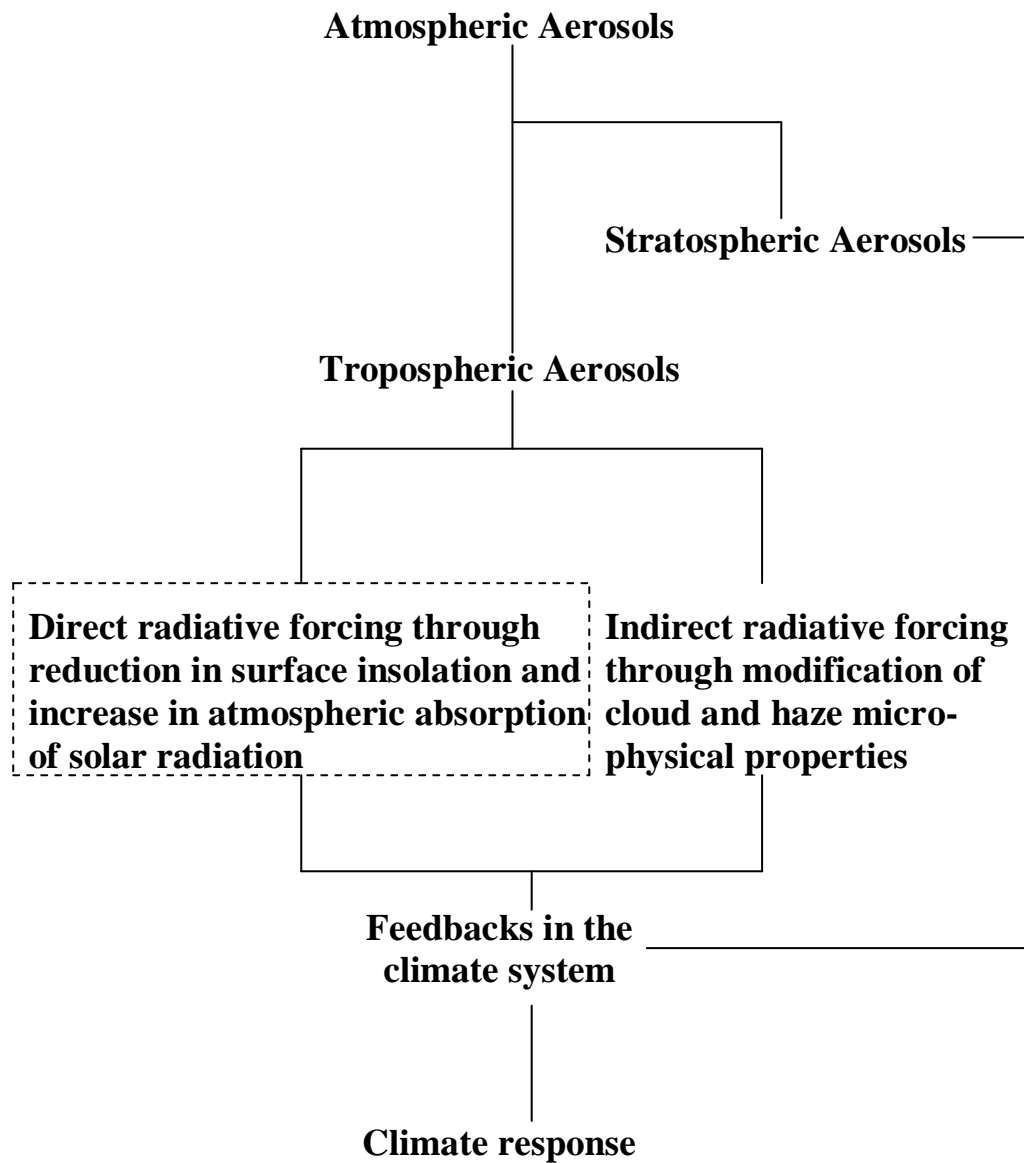 Atmospheric Aerosols
Stratospheric Aerosols
Tropospheric Aerosols
Direct radiative forcing through
reduction in surface insolation and
increase in atmospheric absorption
of solar radiation
Indirect radiative forcing
through modification of
cloud and haze micro-
physical properties
Feedbacks in the
climate system
Climate response